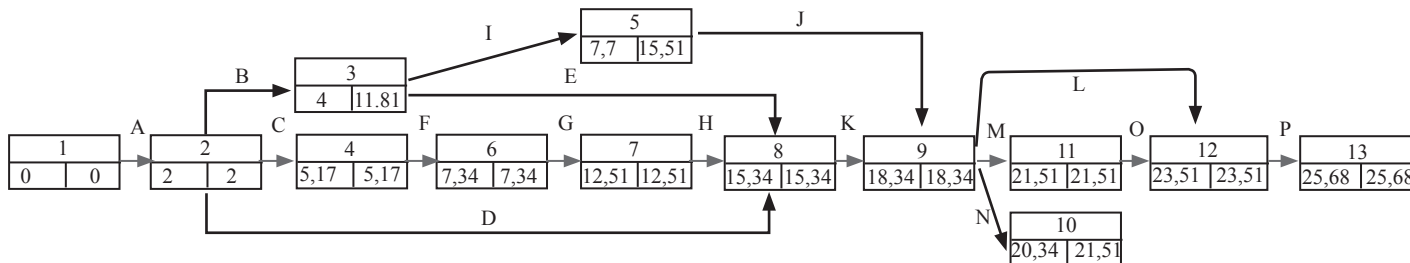 5
J
I
7,7 15,51
B
3
E
4 11.81
L
A
C
F
G
H
K
M
O
P
1
2
4
6
7
8
9
11
12
13
0 0
2 2
5,17 5,17
7,34 7,34
12,51 12,51
15,34 15,34
18,34 18,34
21,51 21,51
23,51 23,51
25,68 25,68
D
N
10
20,34 21,51